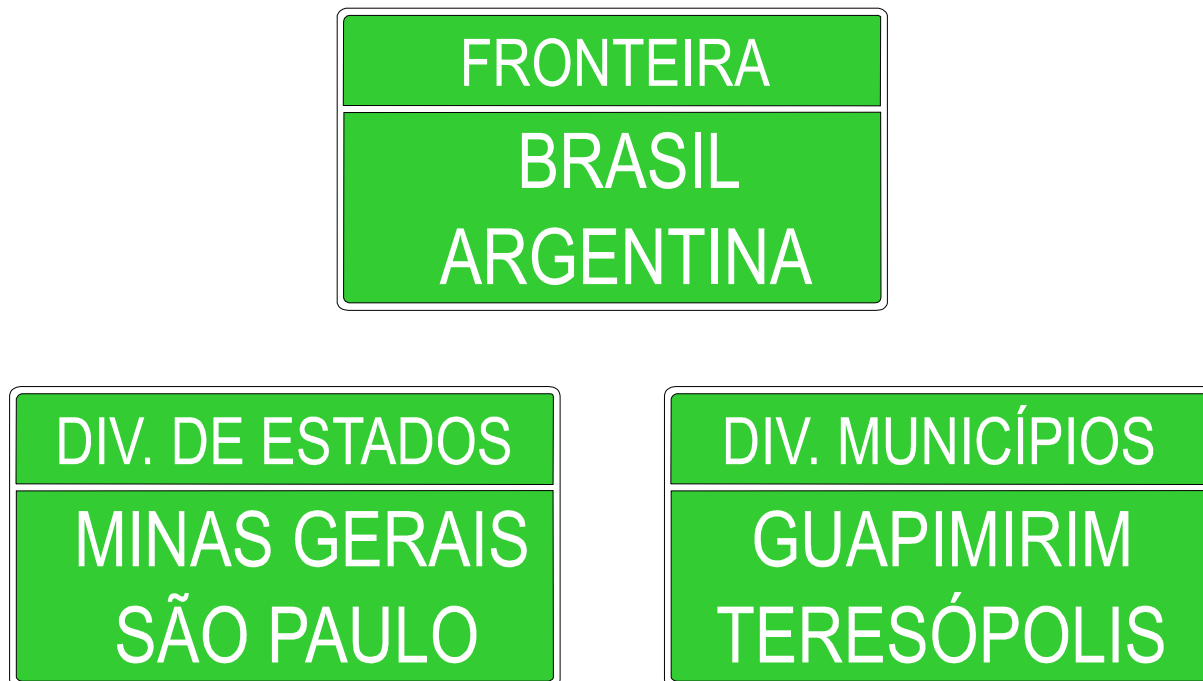 FRONTEIRA
BRASIL
ARGENTINA
DIV. DE ESTADOS
MINAS GERAIS
SÃO PAULO
DIV. MUNICÍPIOS
GUAPIMIRIM
TERESÓPOLIS